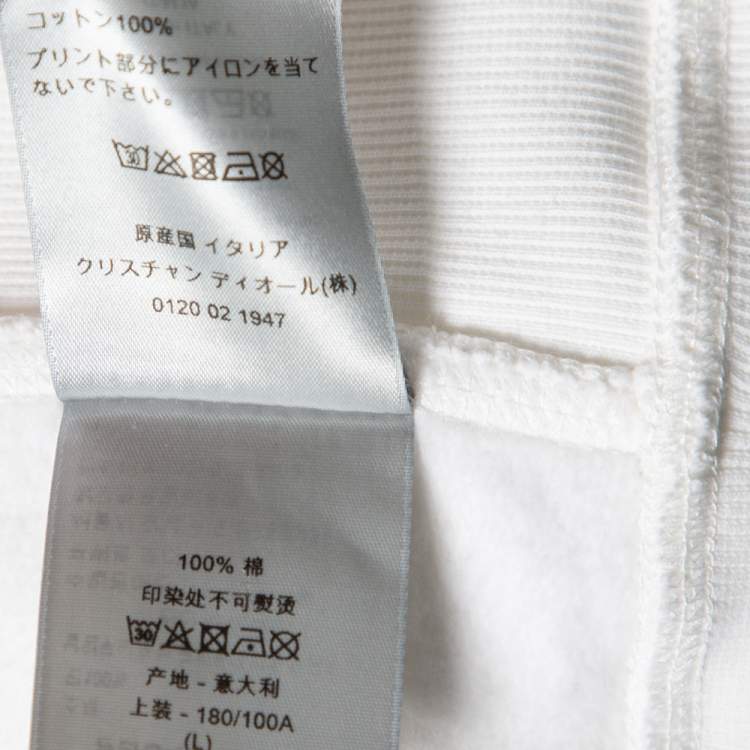 コットン100%
プリント部分にアイロンを当て
ないで下さい。
30
原産国 イタリア
クリスチャン ディオール(株)
0120 02 1947
100% 棉
印染处不可熨烫
30
产地 - 意大利
上装 - 180/100A
(L)